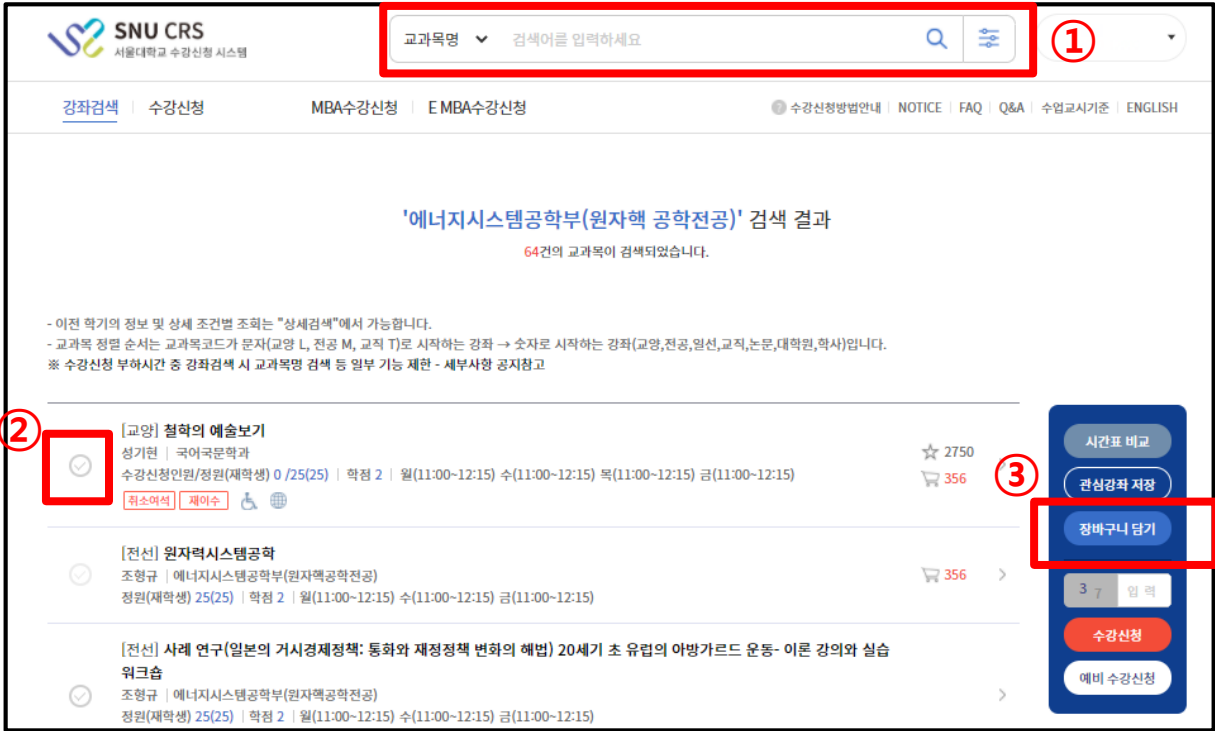 SNU CRS
서울대학교 수강신청 시스템
교과목명 검색어를 입력하세요
①
강좌검색 수강신청 MBA수강신청 E MBA수강신청
? 수강신청방법안내 NOTICE FAQ Q&A 수업교시기준 ENGLISH
'에너지시스템공학부(원자핵 공학전공)' 검색 결과
64건의 교과목이 검색되었습니다.
- 이전 학기의 정보 및 상세 조건별 조회는 "상세검색"에서 가능합니다.
- 교과목 정렬 순서는 교과목코드가 문자(교양 L, 전공 M, 교직 T)로 시작하는 강좌 → 숫자로 시작하는 강좌(교양,전공,일선,교직,논문,대학원,학사)입니다.
※ 수강신청 부하시간 중 강좌검색 시 교과목명 검색 등 일부 기능 제한 - 세부사항 공지참고
②
[교양] 철학의 예술보기
성기현 | 국어국문학과
수강신청인원/정원(재학생) 0 /25(25) | 학점 2 | 월(11:00~12:15) 수(11:00~12:15) 목(11:00~12:15) 금(11:00~12:15)
취소여석 재이수
2750
356
[전선] 원자력시스템공학
조형규 | 에너지시스템공학부(원자핵공학전공)
정원(재학생) 25(25) | 학점 2 | 월(11:00~12:15) 수(11:00~12:15) 금(11:00~12:15)
356
[전선] 사례 연구(일본의 거시경제정책: 통화와 재정정책 변화의 해법) 20세기 초 유럽의 아방가르드 운동- 이론 강의와 실습
워크숍
조형규 | 에너지시스템공학부(원자핵공학전공)
정원(재학생) 25(25) | 학점 2 | 월(11:00~12:15) 수(11:00~12:15) 금(11:00~12:15)
시간표 비교
③
관심강좌 저장
장바구니 담기
3 7 입력
수강신청
예비 수강신청